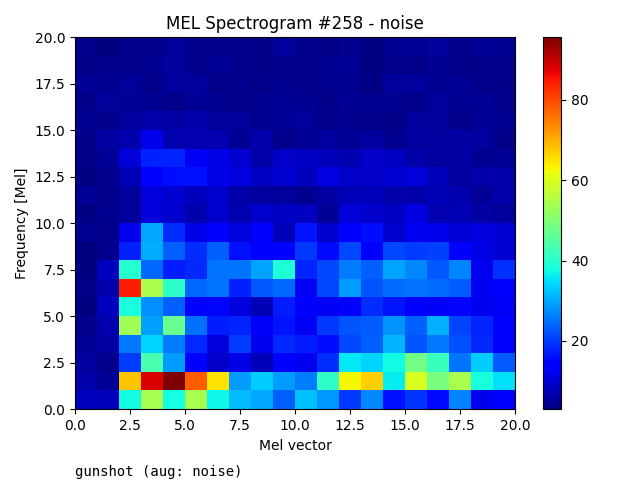 MEL Spectrogram #258 - noise
20.0
17.5
15.0
12.5
10.0
7.5
5.0
2.5
0.0
Frequency [Mel]
0.0 2.5 5.0 7.5 10.0 12.5 15.0 17.5 20.0
Mel vector
80
60
40
20
gunshot (aug: noise)